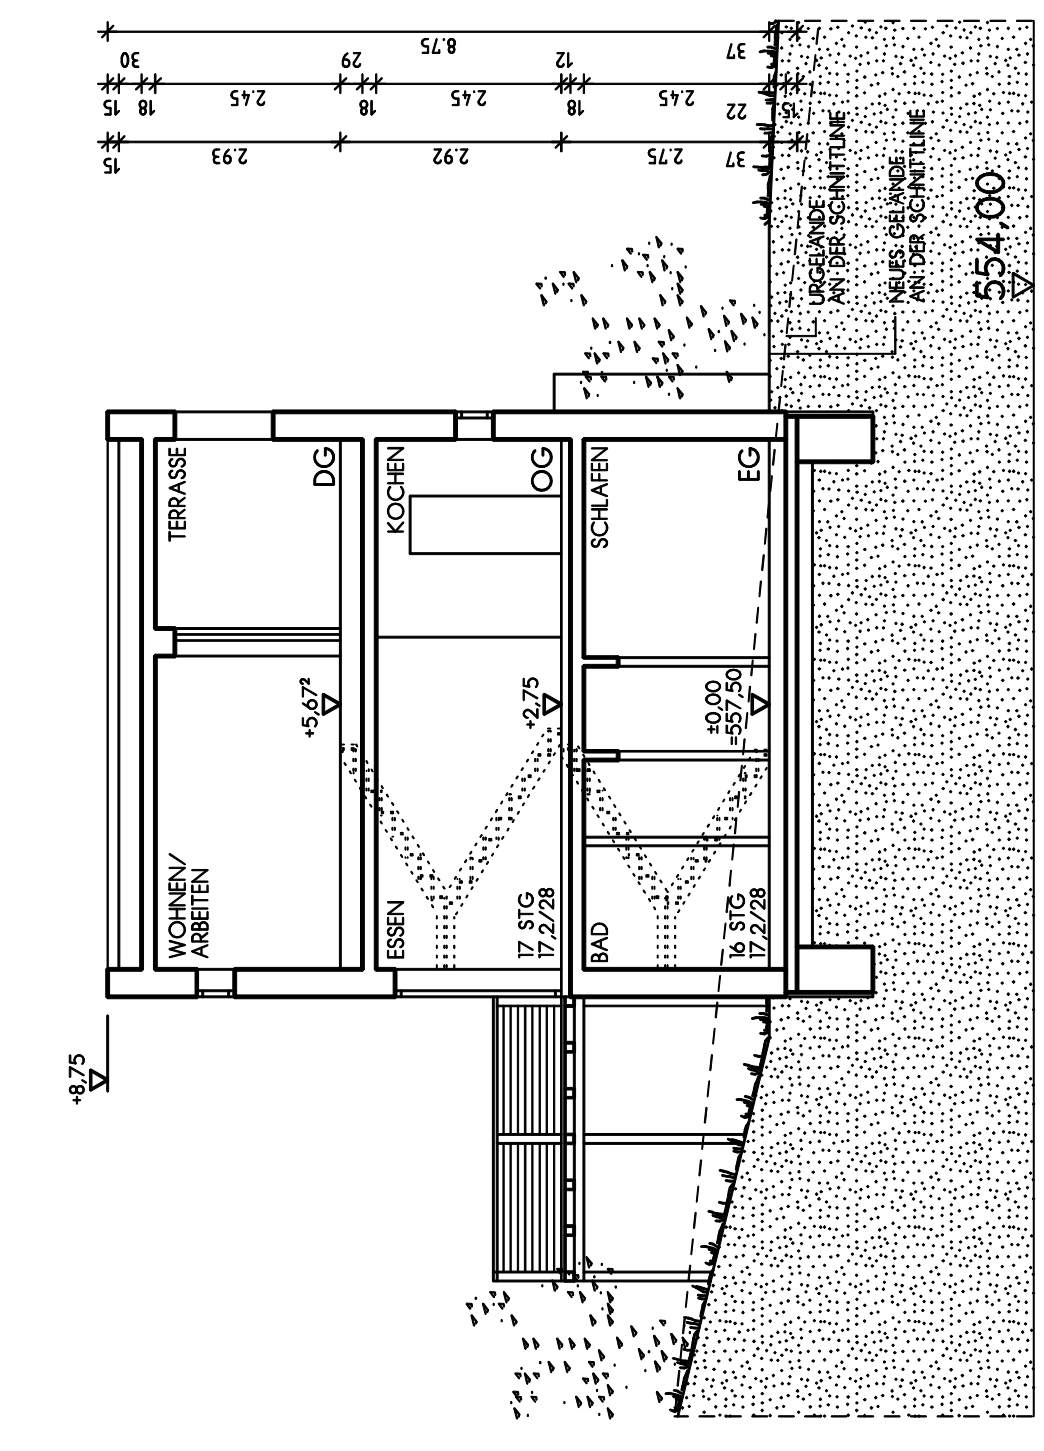 +8,75
TERRASSE
DG
WOHNEN/
ARBEITEN
+5,67²
KOCHEN
OG
ESSEN
17 STG
17,2/28
+2,75
SCHLAFEN
EG
BAD
16 STG
17,2/28
±0,00
=557,50
URGELÄNDE
AN DER SCHNITTLINIE
NEUES GELÄNDE
AN DER SCHNITTLINIE
554,00
8.75
37
15
30
18
2.45
29
18
2.45
12
18
2.45
22
15
15
2.93
2.92
2.75
37